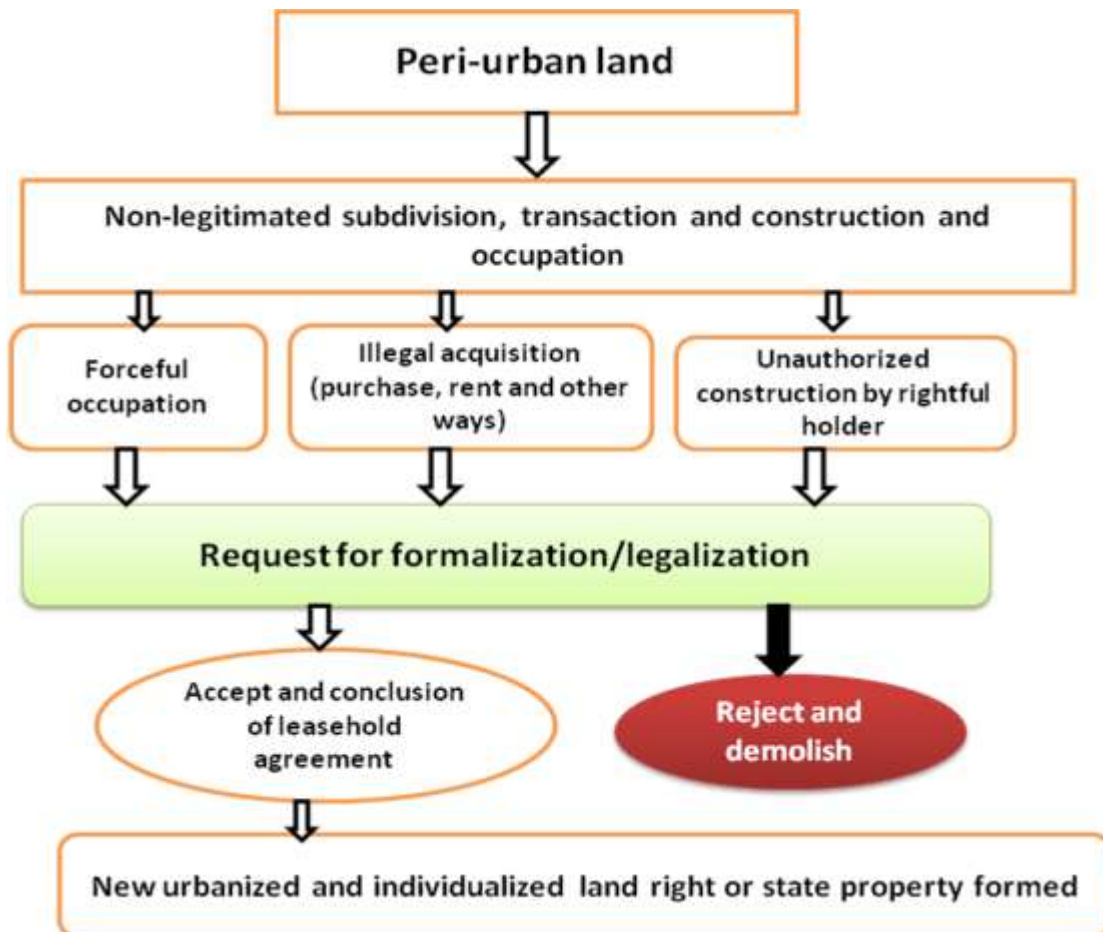 Peri-urban land
Non-legitimated subdivision, transaction and construction and
occupation
Forceful
occupation
Illegal acquisition
(purchase, rent and other
ways)
Unauthorized
construction by rightful
holder
Request for formalization/legalization
Accept and conclusion
of leasehold
agreement
Reject and
demolish
New urbanized and individualized land right or state property formed